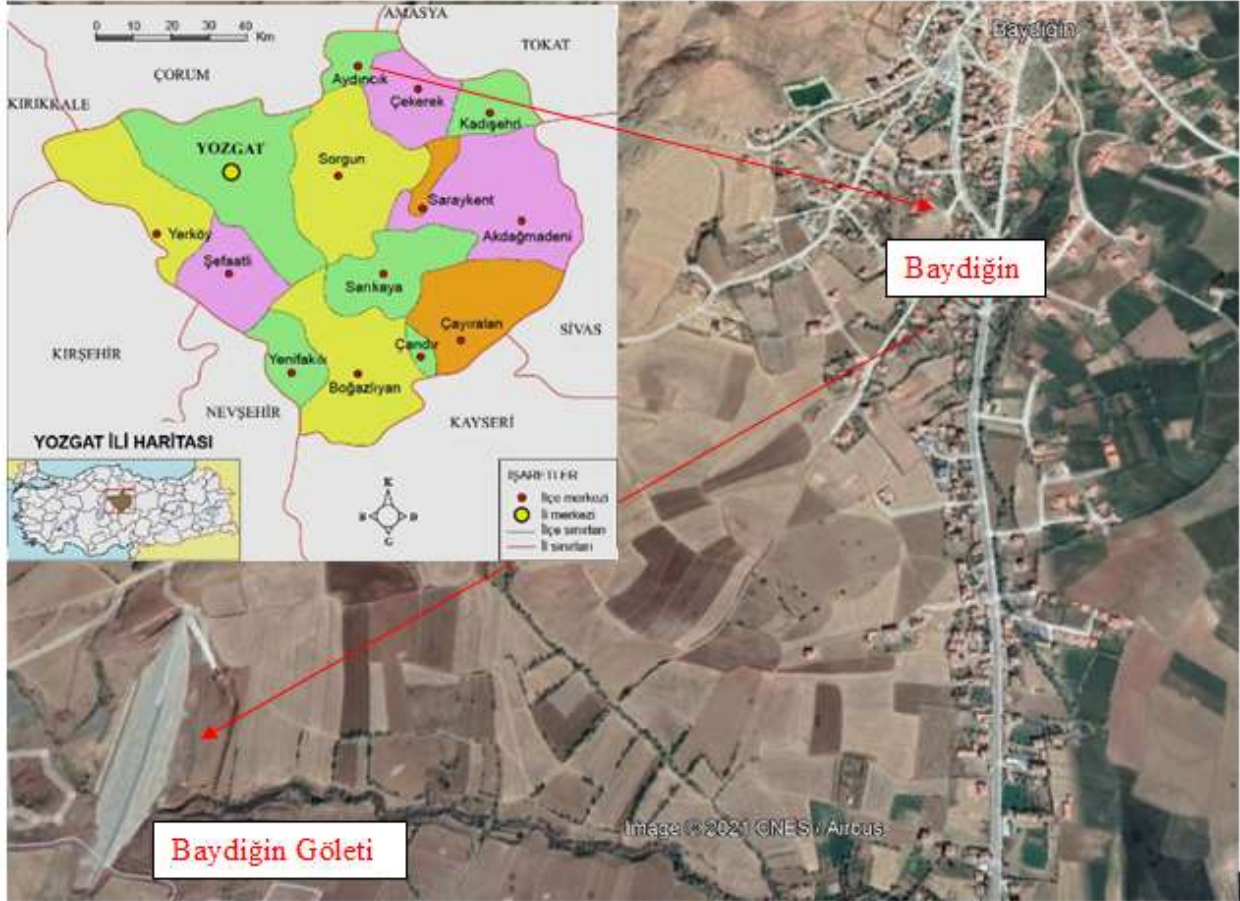 0 10 20 30 40
Km
AMASYA
TOKAT
ÇORUM
KIRIKKALE
Aydıncık
Çekerek
Kadışehri
YOZGAT
Sorgun
Saraykent
Akdağmadeni
Yerköy
Şefaatli
Sarıkaya
Çayıralan
SİVAS
KIRŞEHİR
Yenifakılı
Çandır
Boğazlıyan
NEVŞEHİR
KAYSERİ
YOZGAT İLİ HARİTASI
K
B D
G
İŞARETLER
İlçe merkezi
İl merkezi
İlçe sınırları
İl sınırları
Baydiğin
Baydiğin
Baydiğin Göleti
Image © 2021 CNES / Airbus